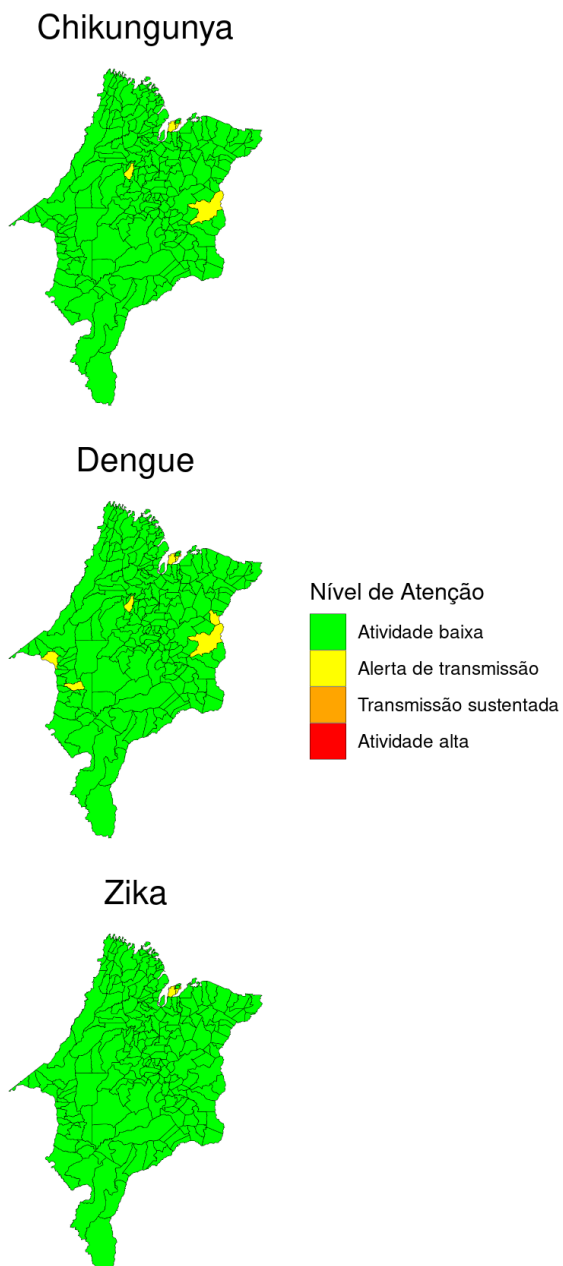 Chikungunya
Dengue
Nível de Atenção
Atividade baixa
Alerta de transmissão
Transmissão sustentada
Atividade alta
Zika